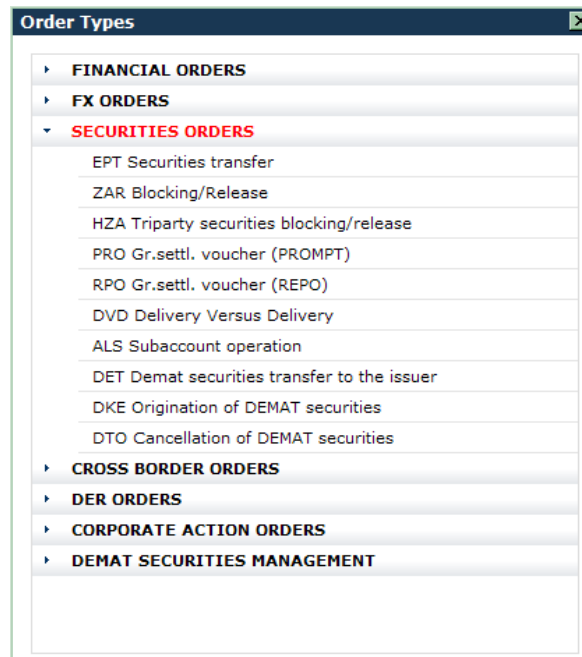 Order Types
FINANCIAL ORDERS
FX ORDERS
SECURITIES ORDERS
EPT Securities transfer
ZAR Blocking/Release
HZA Triparty securities blocking/release
PRO Gr.settl. voucher (PROMPT)
RPO Gr.settl. voucher (REPO)
DVD Delivery Versus Delivery
ALS Subaccount operation
DET Demat securities transfer to the issuer
DKE Origination of DEMAT securities
DTO Cancellation of DEMAT securities
CROSS BORDER ORDERS
DER ORDERS
CORPORATE ACTION ORDERS
DEMAT SECURITIES MANAGEMENT